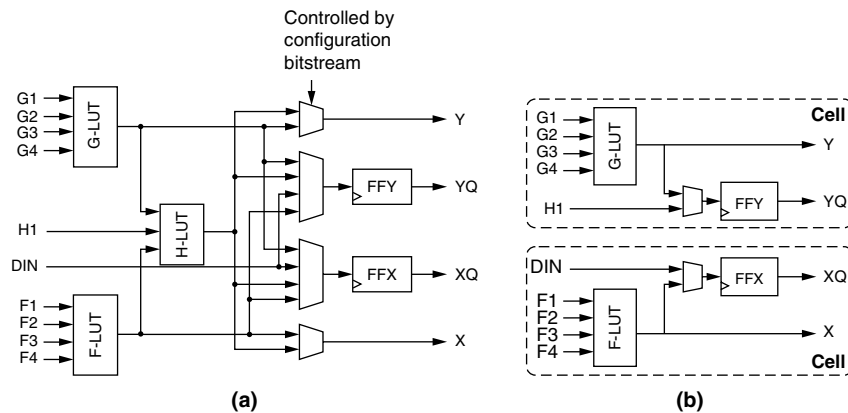 Controlled by
configuration
bitstream
G1
G2
G3
G4
G-LUT
Y
H1
H-LUT
FFY
YQ
DIN
FFX
XQ
F1
F2
F3
F4
F-LUT
X
(a)
Cell
G1
G2
G3
G4
G-LUT
Y
H1
FFY
YQ
DIN
FFX
XQ
F1
F2
F3
F4
F-LUT
X
Cell
(b)